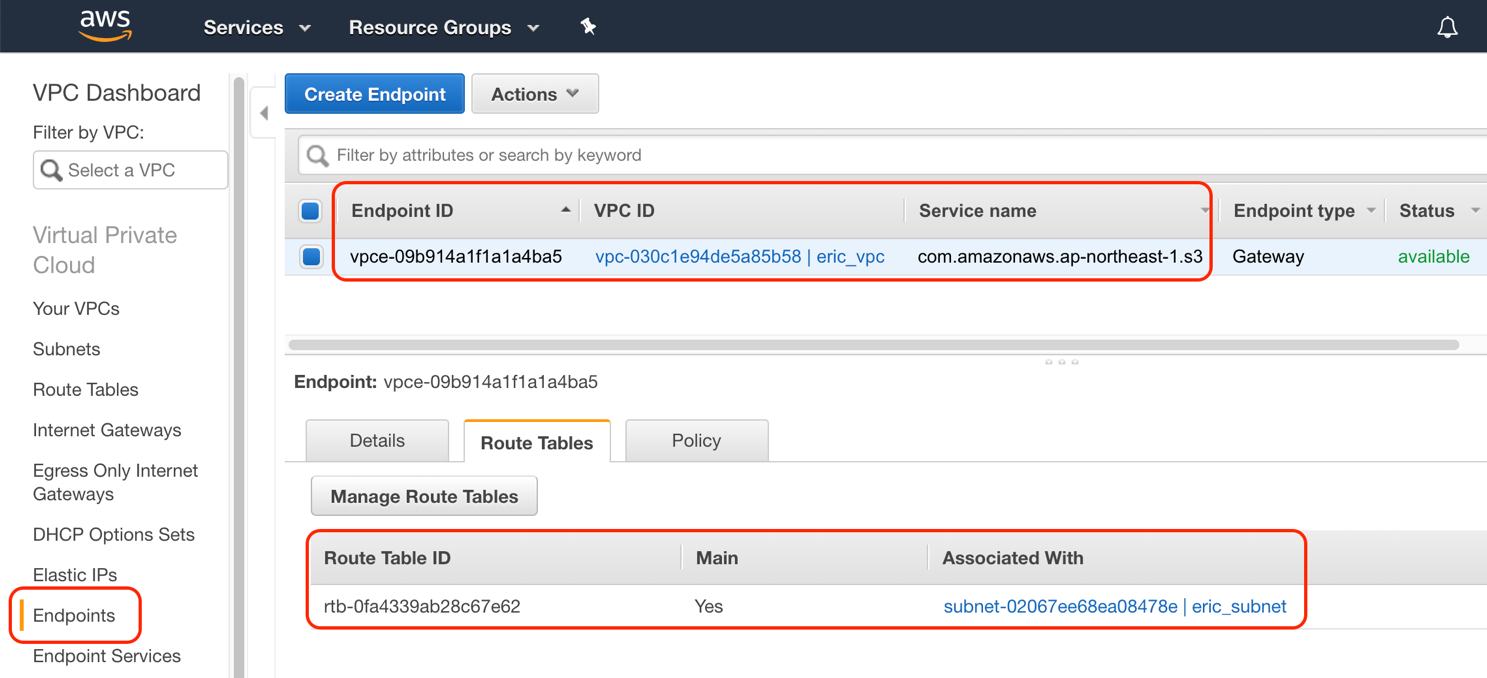 aws
Services
Resource Groups
VPC Dashboard
Filter by VPC:
Select a VPC
Virtual Private
Cloud
Your VPCs
Subnets
Route Tables
Internet Gateways
Egress Only Internet
Gateways
DHCP Options Sets
Elastic IPs
Endpoints
Endpoint Services
Create Endpoint
Actions
Filter by attributes or search by keyword
Endpoint ID VPC ID Service name Endpoint type Status
vpce-09b914a1f1a1a4ba5 vpc-030c1e94de5a85b58 | eric_vpc com.amazonaws.ap-northeast-1.s3 Gateway available
Endpoint: vpce-09b914a1f1a1a4ba5
Details
Route Tables
Policy
Manage Route Tables
Route Table ID Main Associated With
rtb-0fa4339ab28c67e62 Yes subnet-02067ee68ea08478e | eric_subnet